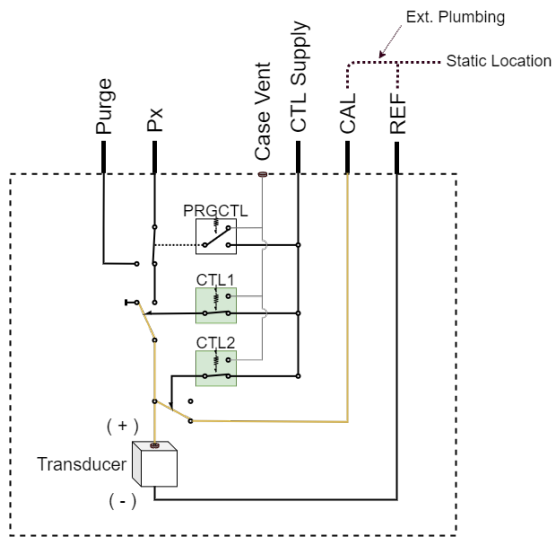 Ext. Plumbing
Static Location
Purge
Px
Case Vent
CTL Supply
CAL
REF
PRGCTL
CTL1
CTL2
( + )
Transducer
( - )